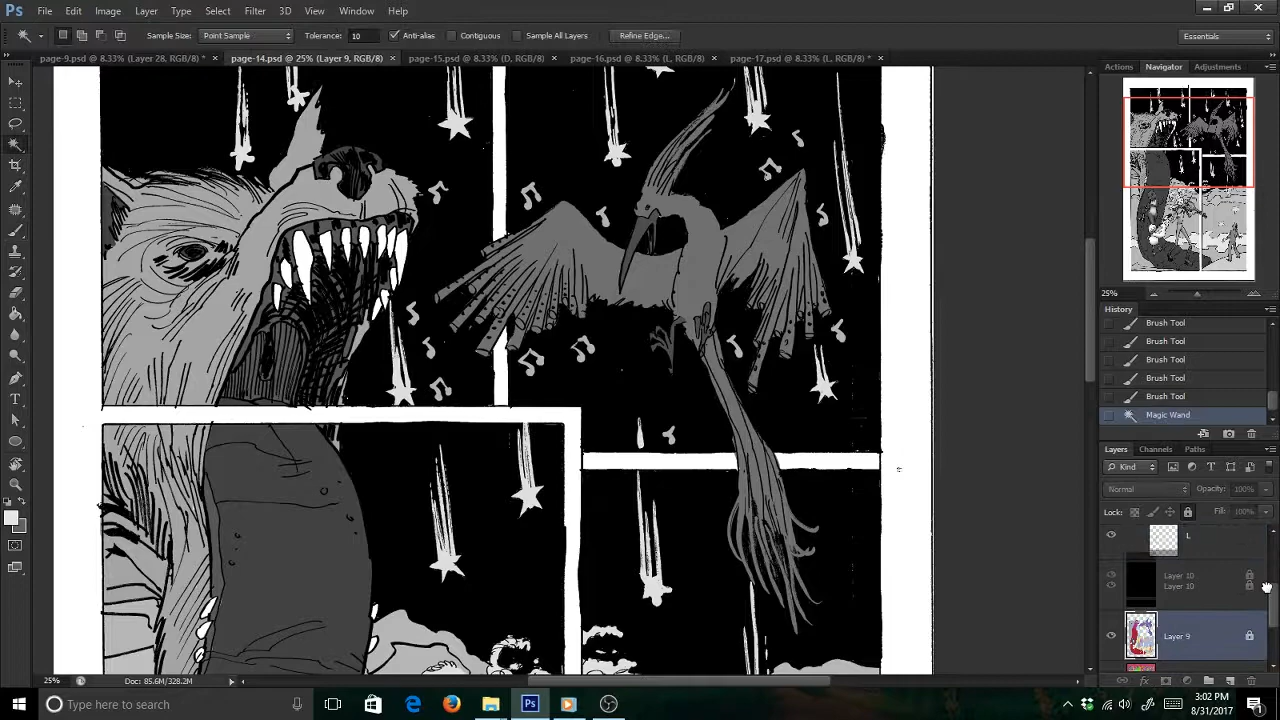 Ps File Edit Image Layer Type Select Filter 3D View Window Help
Sample Size: Point Sample Tolerance: 10 Anti-alias Contiguous Sample All Layers Refine Edge... Essentials
page-9.psd @ 8.33% (Layer 28, RGB/8) * × page-14.psd @ 25% (Layer 9, RGB/8) × page-15.psd @ 8.33% (D, RGB/8) × page-16.psd @ 8.33% (L, RGB/8) × page-17.psd @ 8.33% (L, RGB/8) * ×
Actions Navigator Adjustments
25%
History
Brush Tool
Brush Tool
Brush Tool
Brush Tool
Brush Tool
Magic Wand
Layers Channels Paths
Kind
Normal Opacity: 100%
Lock: Fill: 100%
L
Layer 10
Layer 10
Layer 9
25% Doc: 85.6M/328.2M
Type here to search
Ps
3:02 PM
8/31/2017